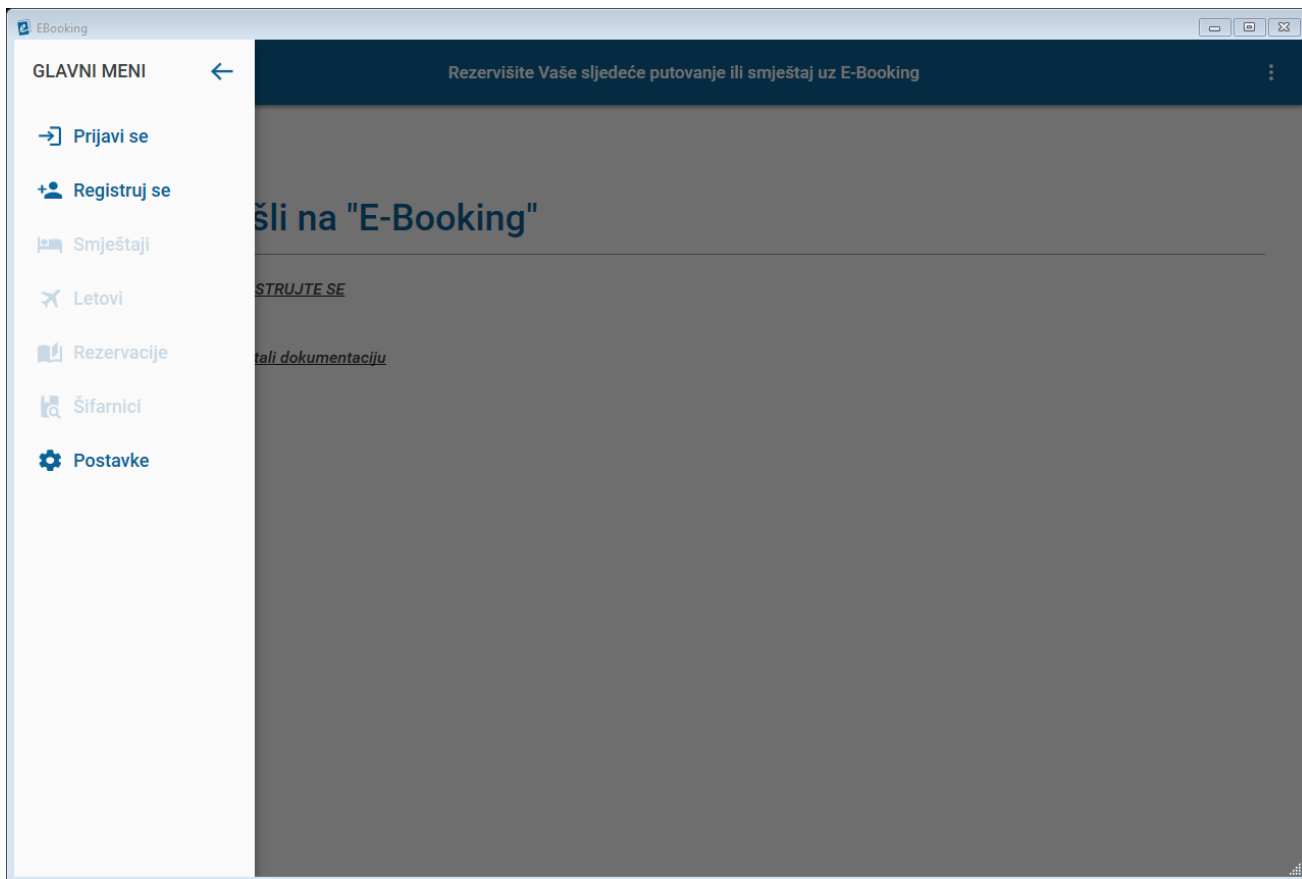 EBooking
GLAVNI MENI
Rezervišite Vaše sljedeće putovanje ili smještaj uz E-Booking
Prijavi se
Registruj se
šli na "E-Booking"
Smještaji
STRUJTE SE
Letovi
Rezervacije
tali dokumentaciju
Šifarnici
Postavke